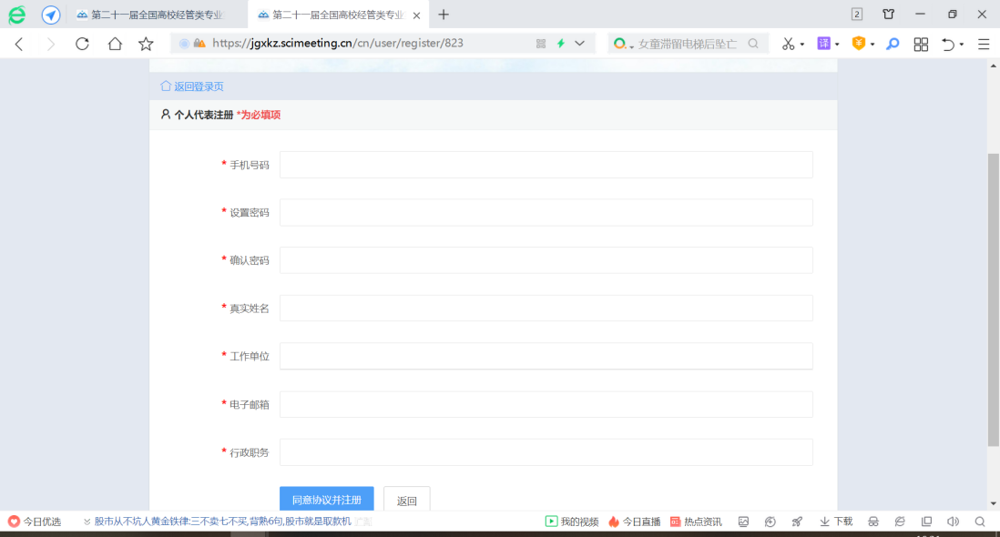 第二十一届全国高校经管类专业
第二十一届全国高校经管类专业
2
https://jgxkz.scimeeting.cn/cn/user/register/823
女童滞留电梯后坠亡
译
返回登录页
个人代表注册 *为必填项
* 手机号码
* 设置密码
* 确认密码
* 真实姓名
* 工作单位
* 电子邮箱
* 行政职务
同意协议并注册
返回
今日优选
股市从不坑人黄金铁律:三不卖七不买,背熟6句,股市就是取款机
我的视频
今日直播
热点资讯
下载